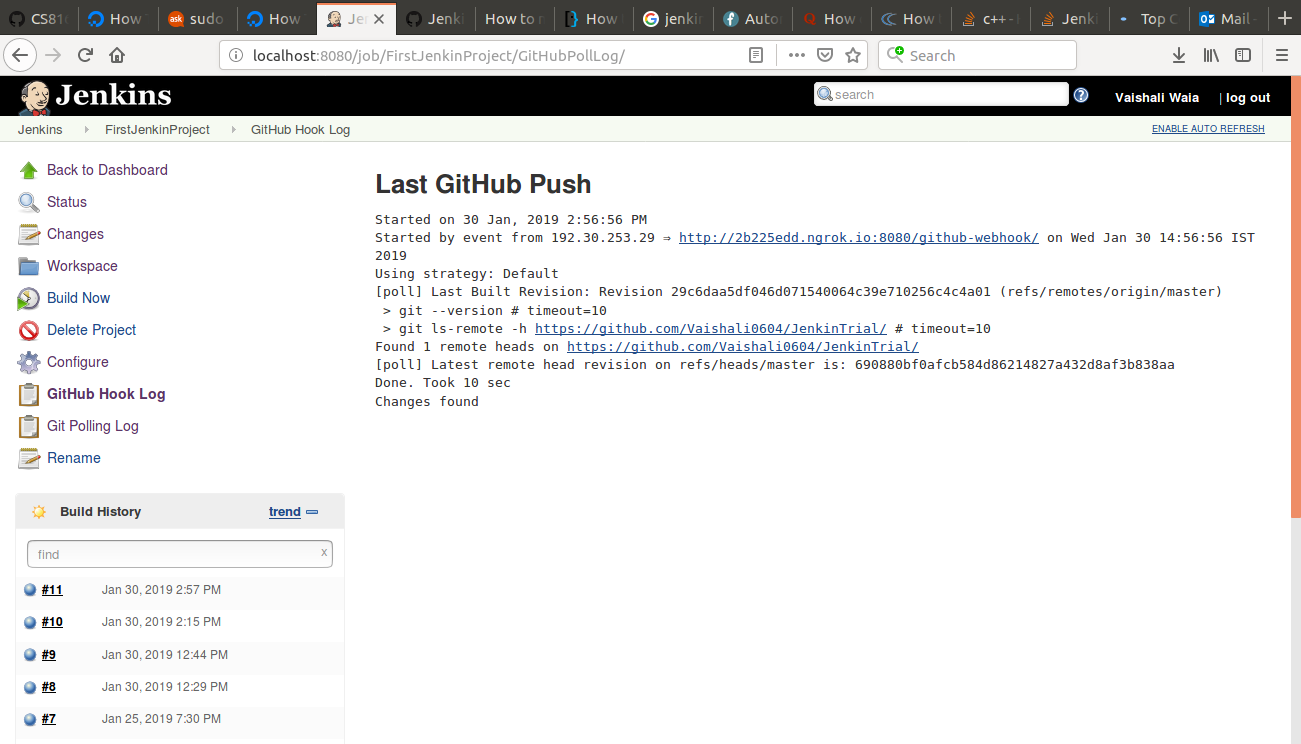 CS81
How
sudo
How
Je
Jenki
How to
How
jenkin
Auto
How
How
c++ -
Jenki
Top C
Mail -
localhost:8080/job/FirstJenkinProject/GitHubPollLog/
Search
Jenkins
search
Vaishali Wala
| log out
Jenkins
FirstJenkinProject
GitHub Hook Log
ENABLE AUTO REFRESH
Back to Dashboard
Status
Changes
Workspace
Build Now
Delete Project
Configure
GitHub Hook Log
Git Polling Log
Rename
Build History
trend
find
x
#11 Jan 30, 2019 2:57 PM
#10 Jan 30, 2019 2:15 PM
#9 Jan 30, 2019 12:44 PM
#8 Jan 30, 2019 12:29 PM
#7 Jan 25, 2019 7:30 PM
Last GitHub Push
Started on 30 Jan, 2019 2:56:56 PM
Started by event from 192.30.253.29 ⇒ http://2b225edd.ngrok.io:8080/github-webhook/ on Wed Jan 30 14:56:56 IST
2019
Using strategy: Default
[poll] Last Built Revision: Revision 29c6daa5df046d071540064c39e710256c4c4a01 (refs/remotes/origin/master)
> git --version # timeout=10
> git ls-remote -h https://github.com/Vaishali0604/JenkinTrial/ # timeout=10
Found 1 remote heads on https://github.com/Vaishali0604/JenkinTrial/
[poll] Latest remote head revision on refs/heads/master is: 690880bf0afcb584d86214827a432d8af3b838aa
Done. Took 10 sec
Changes found